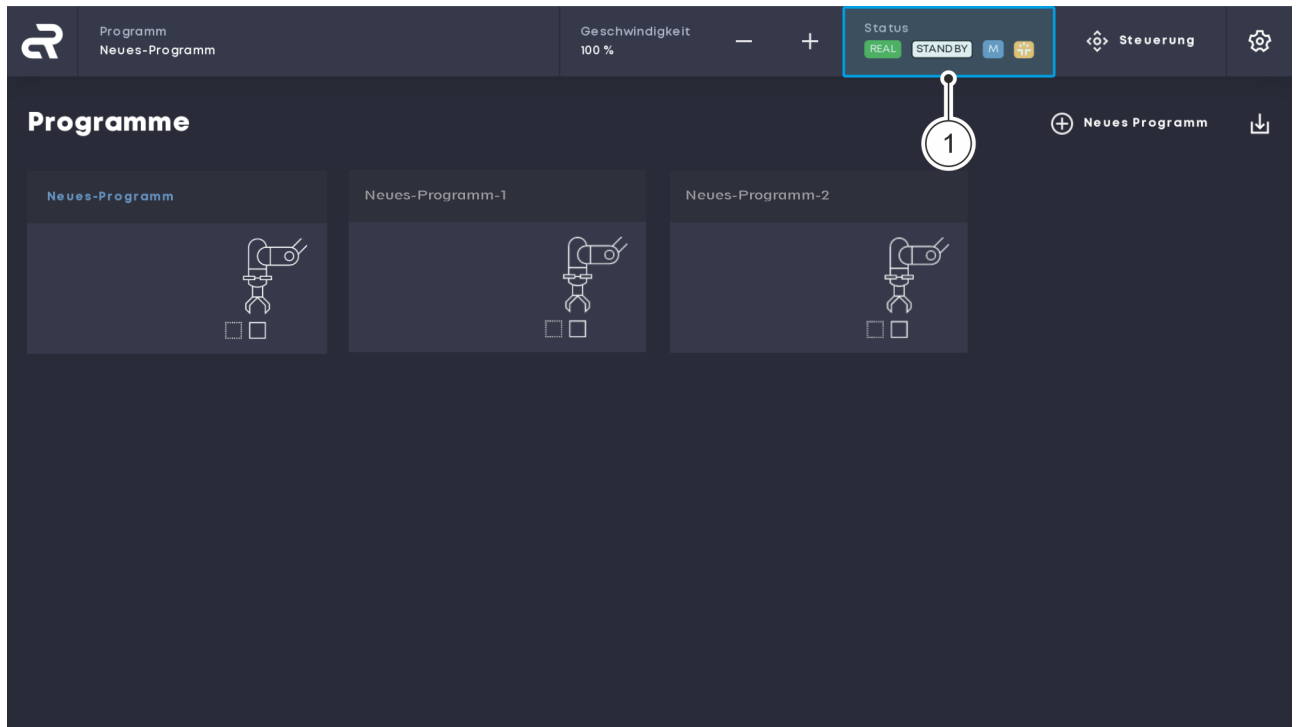 Programm
Neues-Programm
Geschwindigkeit
100 %
Status
REAL STANDBY M
Steuerung
1
Programme
Neues Programm
Neues-Programm
Neues-Programm-1
Neues-Programm-2